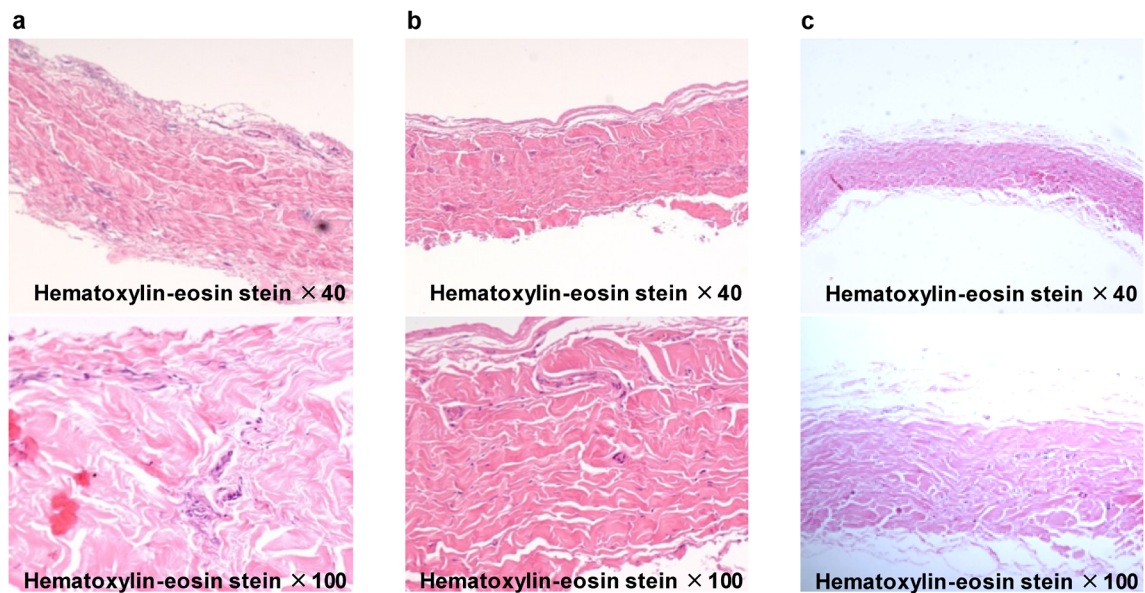 a
b
c
Hematoxylin-eosin stein ×40
Hematoxylin-eosin stein ×40
Hematoxylin-eosin stein ×40
Hematoxylin-eosin stein ×100
Hematoxylin-eosin stein ×100
Hematoxylin-eosin stein ×100